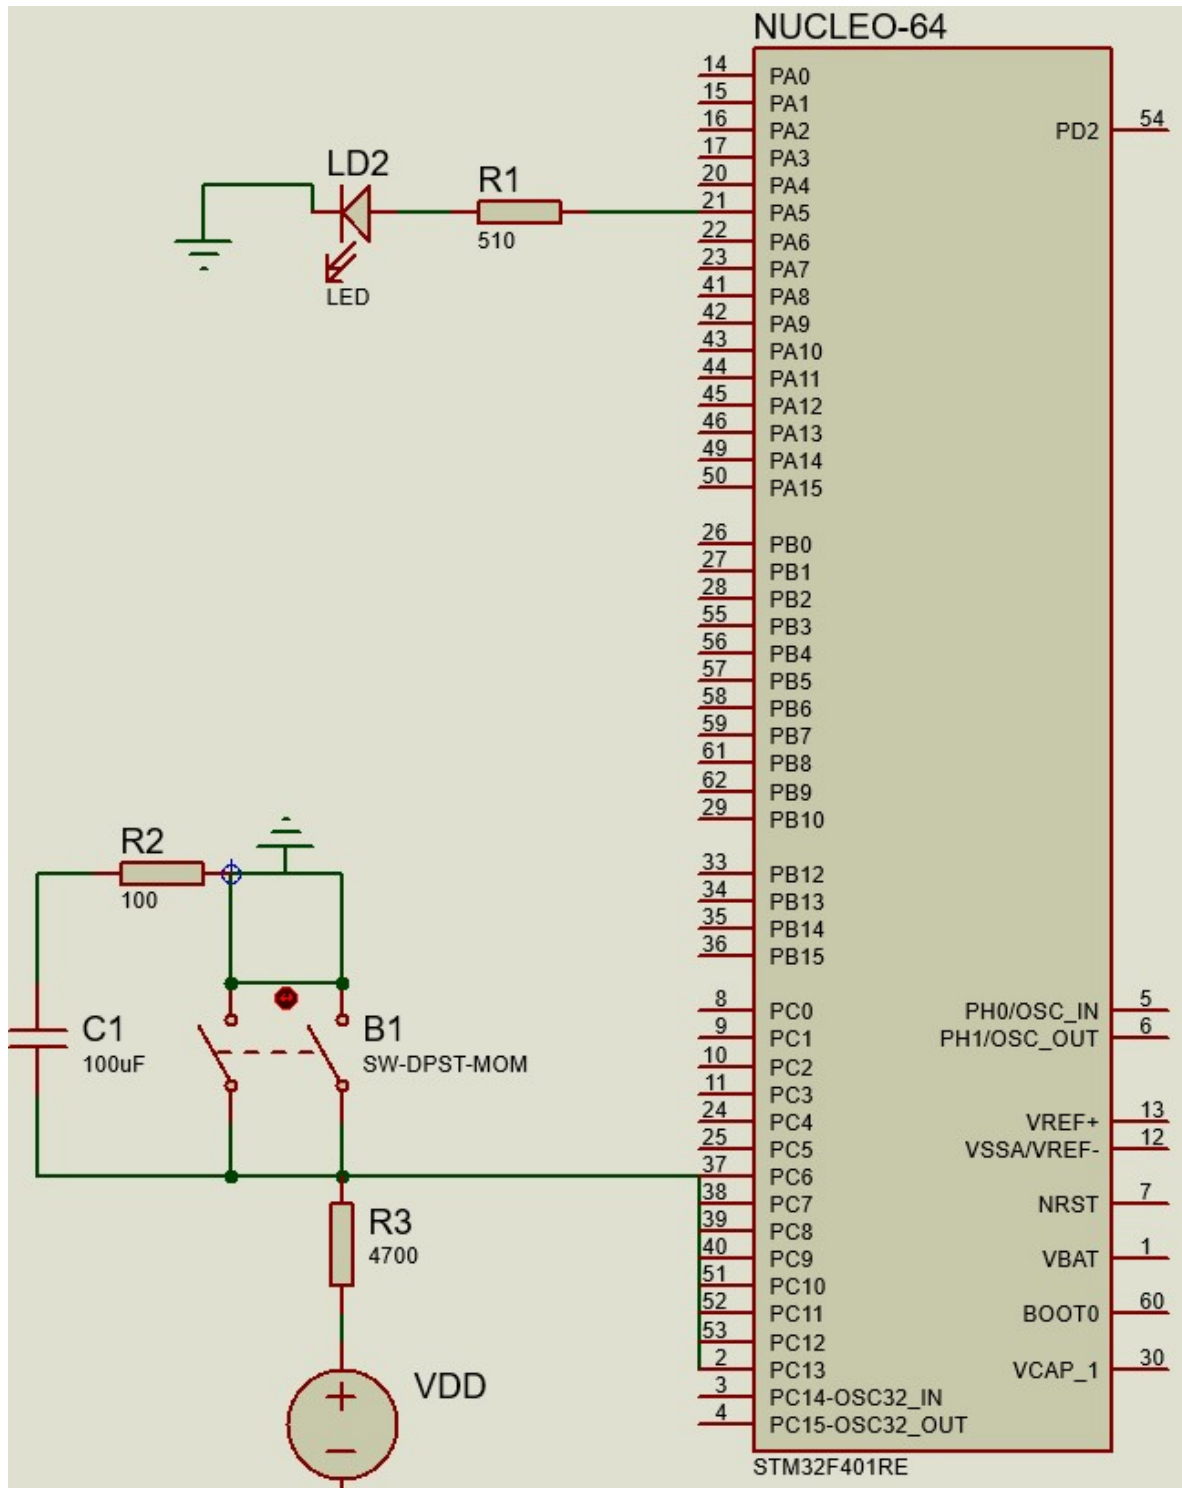 NUCLEO-64
14 PA0
15 PA1
16 PA2
PD2 54
17 PA3
20 PA4
21 PA5
22 PA6
23 PA7
41 PA8
42 PA9
43 PA10
44 PA11
45 PA12
46 PA13
49 PA14
50 PA15
LD2
LED
R1
510
26 PB0
27 PB1
28 PB2
55 PB3
56 PB4
57 PB5
58 PB6
59 PB7
61 PB8
62 PB9
29 PB10
33 PB12
34 PB13
35 PB14
36 PB15
R2
100
C1
100uF
B1
SW-DPST-MOM
8 PC0
9 PC1
10 PC2
11 PC3
24 PC4
25 PC5
37 PC6
38 PC7
39 PC8
40 PC9
51 PC10
52 PC11
53 PC12
2 PC13
3 PC14-OSC32_IN
4 PC15-OSC32_OUT
PH0/OSC_IN 5
PH1/OSC_OUT 6
VREF+ 13
VSSA/VREF- 12
NRST 7
VBAT 1
BOOT0 60
VCAP_1 30
R3
4700
VDD
STM32F401RE